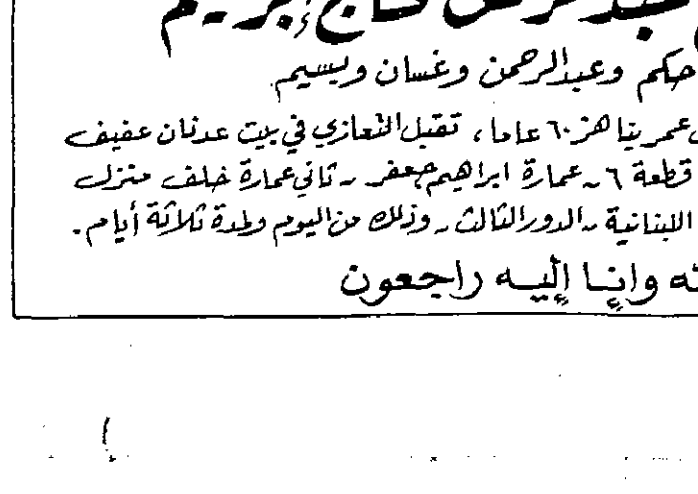 حكم وعبدالرحمن وغسان وبسيم
عمر يناهز ٦٠ عاما ، تقبل التعازي في بيت عدنان عفيف
قطعة ٦ ـ عمارة ابراهيم جعفر ـ ثاني عمارة خلف منزل
اللبنانية ـ الدور الثالث ـ وذلك من اليوم ولمدة ثلاثة أيام .
وإنا إليه راجعون